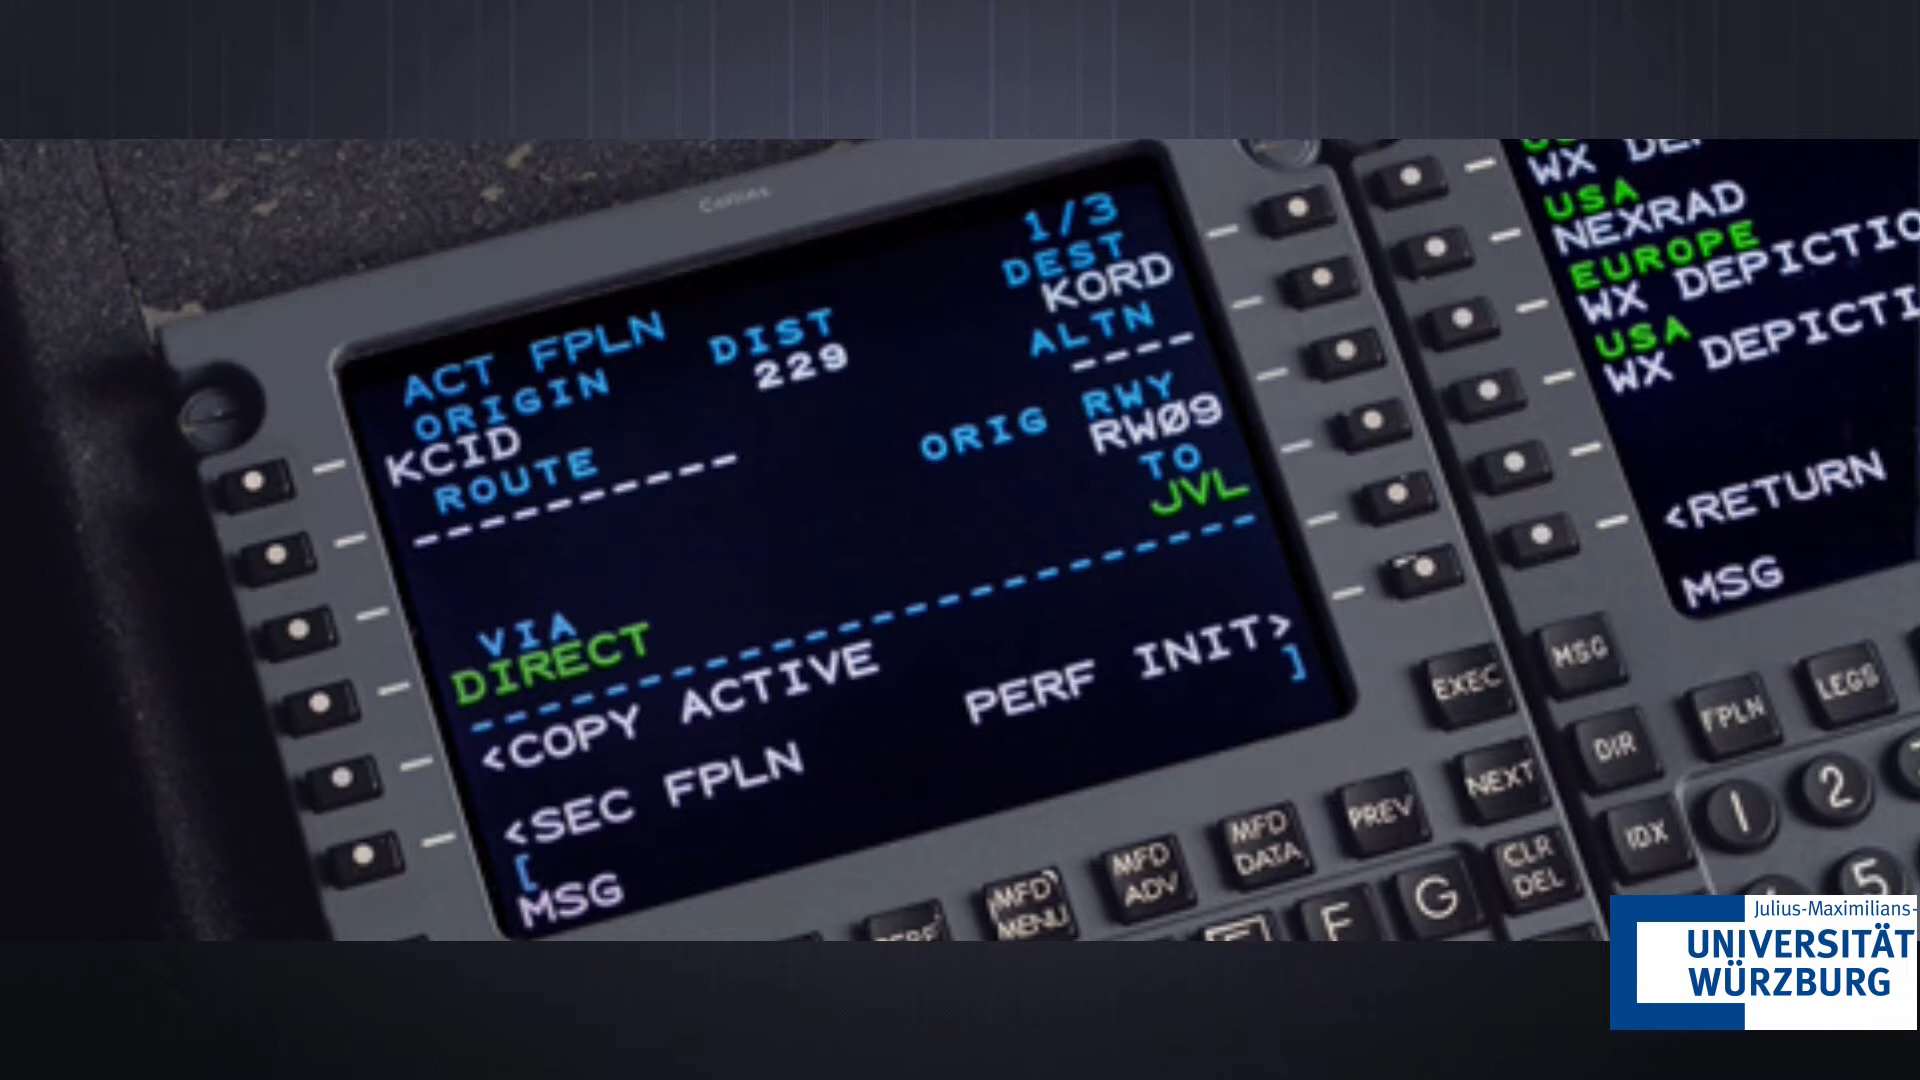 Collins
1/3
ACT FPLN
ORIGIN DIST DEST
KCID 229 KORD
ROUTE ALTN
---------- ----
ORIG RWY
RWØ9
VIA TO
DIRECT JVL
--------------------
<COPY ACTIVE PERF INIT>
<SEC FPLN
[ ]
MSG
WX
USA
NEXRAD
EUROPE
WX DEPICTIO
USA
WX DEPICTI
<RETURN
MSG
EXEC
MSG
DIR
FPLN
LEGS
IDX
1
2
5
MFD
MENU
MFD
ADV
MFD
DATA
PREV
NEXT
CLR
DEL
F
G
Julius-Maximilians-
UNIVERSITÄT
WÜRZBURG